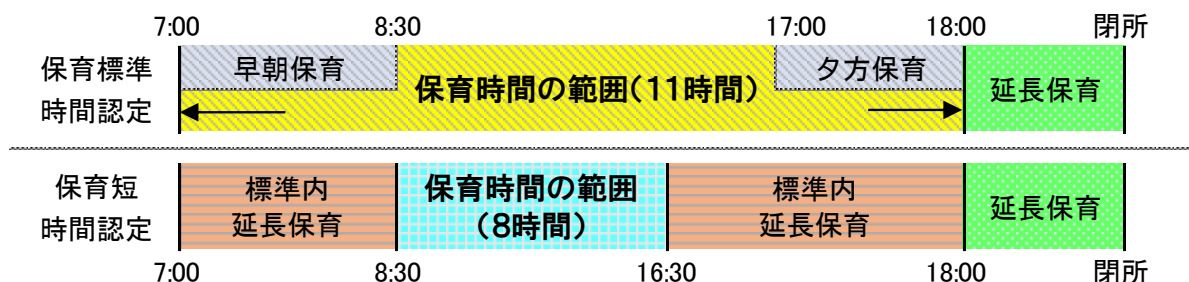 7:00 8:30 17:00 18:00 閉所
保育標準
時間認定
早朝保育
保育時間の範囲(11時間)
夕方保育
延長保育
保育短
時間認定
標準内
延長保育
保育時間の範囲
(8時間)
標準内
延長保育
延長保育
7:00 8:30 16:30 18:00 閉所